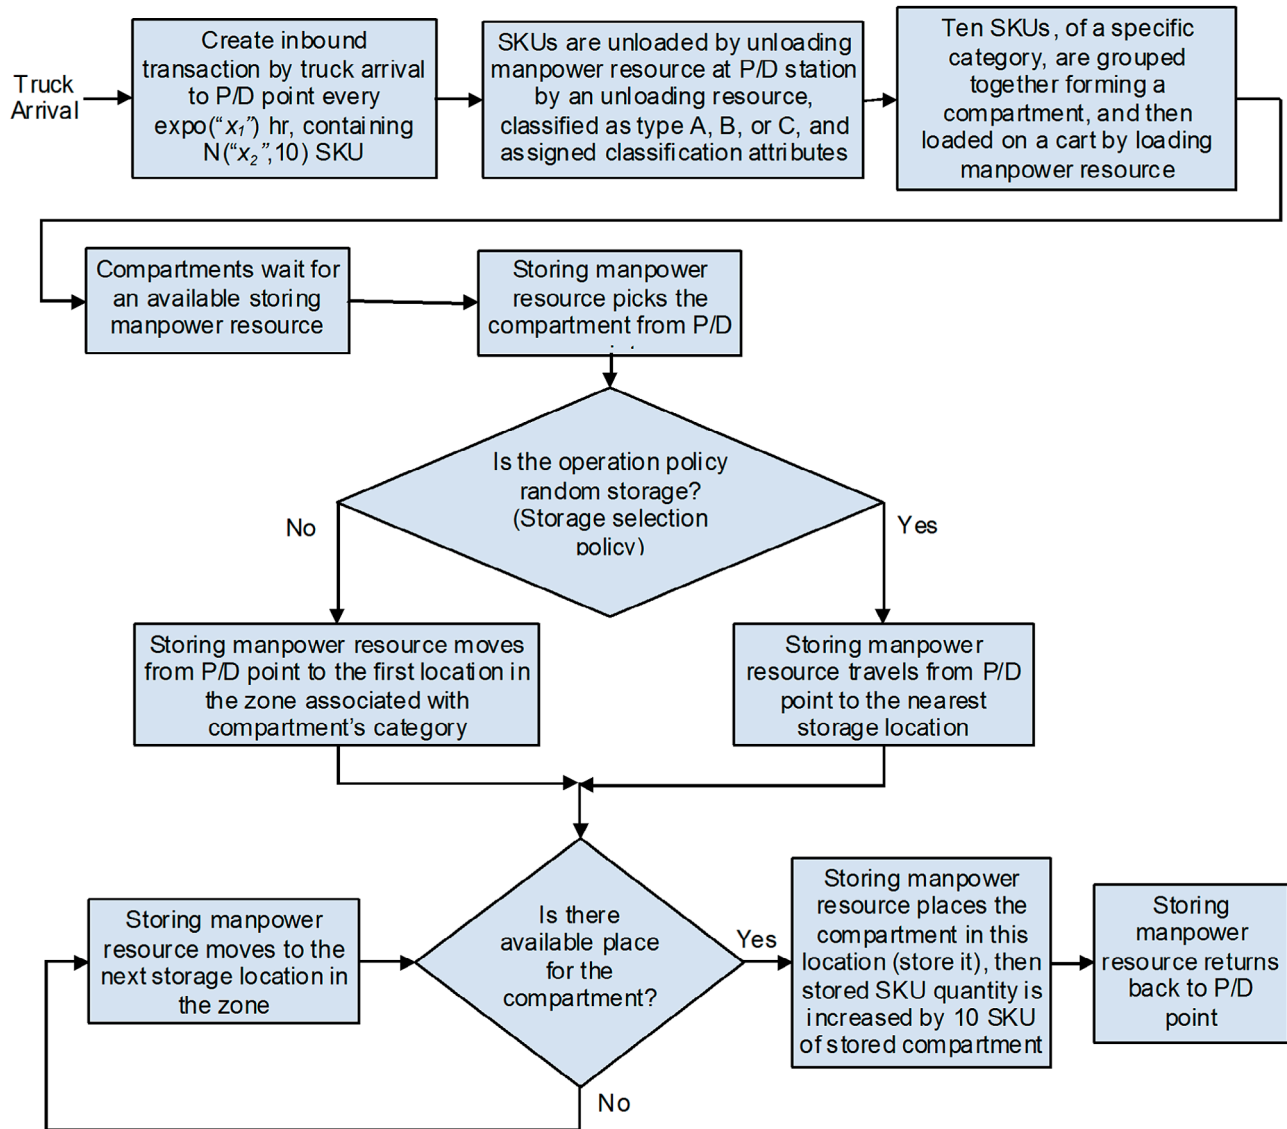 Truck
Arrival
Create inbound
transaction by truck arrival
to P/D point every
expo(“x₁”) hr, containing
N(“x₂”,10) SKU
SKUs are unloaded by unloading
manpower resource at P/D station
by an unloading resource,
classified as type A, B, or C, and
assigned classification attributes
Ten SKUs, of a specific
category, are grouped
together forming a
compartment, and then
loaded on a cart by loading
manpower resource
Compartments wait for
an available storing
manpower resource
Storing manpower
resource picks the
compartment from P/D
Is the operation policy
random storage?
(Storage selection
policy)
No
Yes
Storing manpower resource moves
from P/D point to the first location in
the zone associated with
compartment’s category
Storing manpower
resource travels from P/D
point to the nearest
storage location
Storing manpower
resource moves to the
next storage location in
the zone
Is there
available place
for the
compartment?
Yes
No
Storing manpower
resource places the
compartment in this
location (store it), then
stored SKU quantity is
increased by 10 SKU
of stored compartment
Storing
manpower
resource returns
back to P/D
point